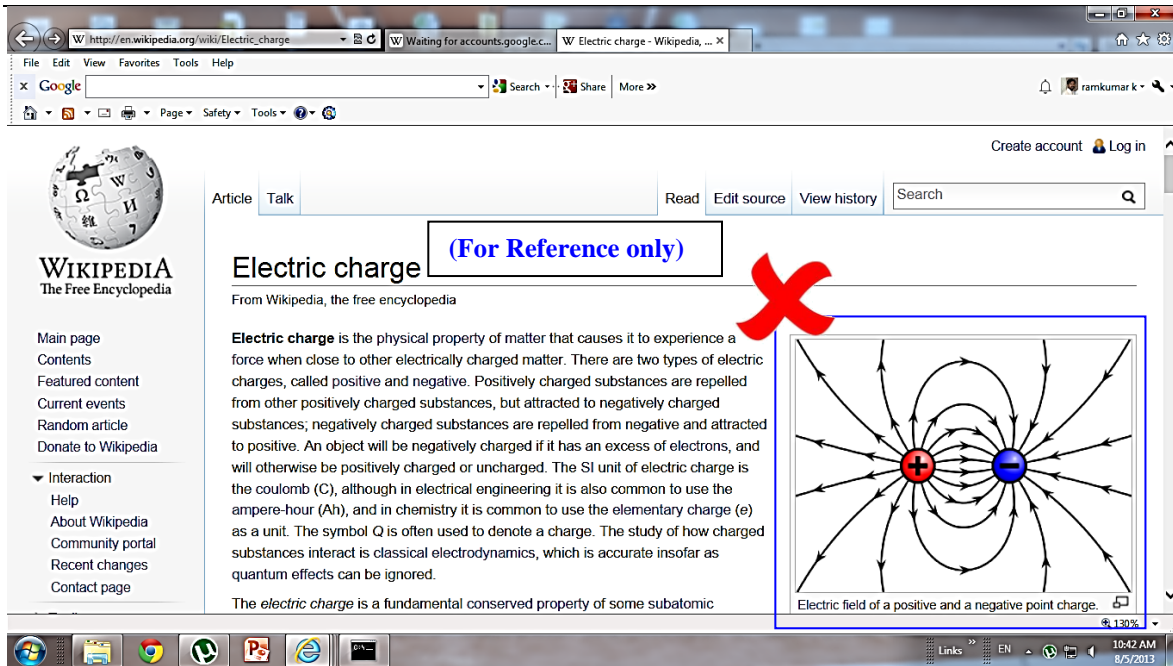 W http://en.wikipedia.org/wiki/Electric_charge
W Waiting for accounts.google.c...
W Electric charge - Wikipedia, ... ×
File Edit View Favorites Tools Help
x Google
Search
Share
More »
ramkumar k
Page
Safety
Tools
Create account
Log in
Article
Talk
Read
Edit source
View history
Search
Ω W И 維 7
WIKIPEDIA
The Free Encyclopedia
(For Reference only)
Electric charge
From Wikipedia, the free encyclopedia
Main page
Contents
Featured content
Current events
Random article
Donate to Wikipedia
Interaction
Help
About Wikipedia
Community portal
Recent changes
Contact page
Electric charge is the physical property of matter that causes it to experience a
force when close to other electrically charged matter. There are two types of electric
charges, called positive and negative. Positively charged substances are repelled
from other positively charged substances, but attracted to negatively charged
substances; negatively charged substances are repelled from negative and attracted
to positive. An object will be negatively charged if it has an excess of electrons, and
will otherwise be positively charged or uncharged. The SI unit of electric charge is
the coulomb (C), although in electrical engineering it is also common to use the
ampere-hour (Ah), and in chemistry it is common to use the elementary charge (e)
as a unit. The symbol Q is often used to denote a charge. The study of how charged
substances interact is classical electrodynamics, which is accurate insofar as
quantum effects can be ignored.
The electric charge is a fundamental conserved property of some subatomic
+ −
Electric field of a positive and a negative point charge.
130%
Links »
EN
10:42 AM
8/5/2013